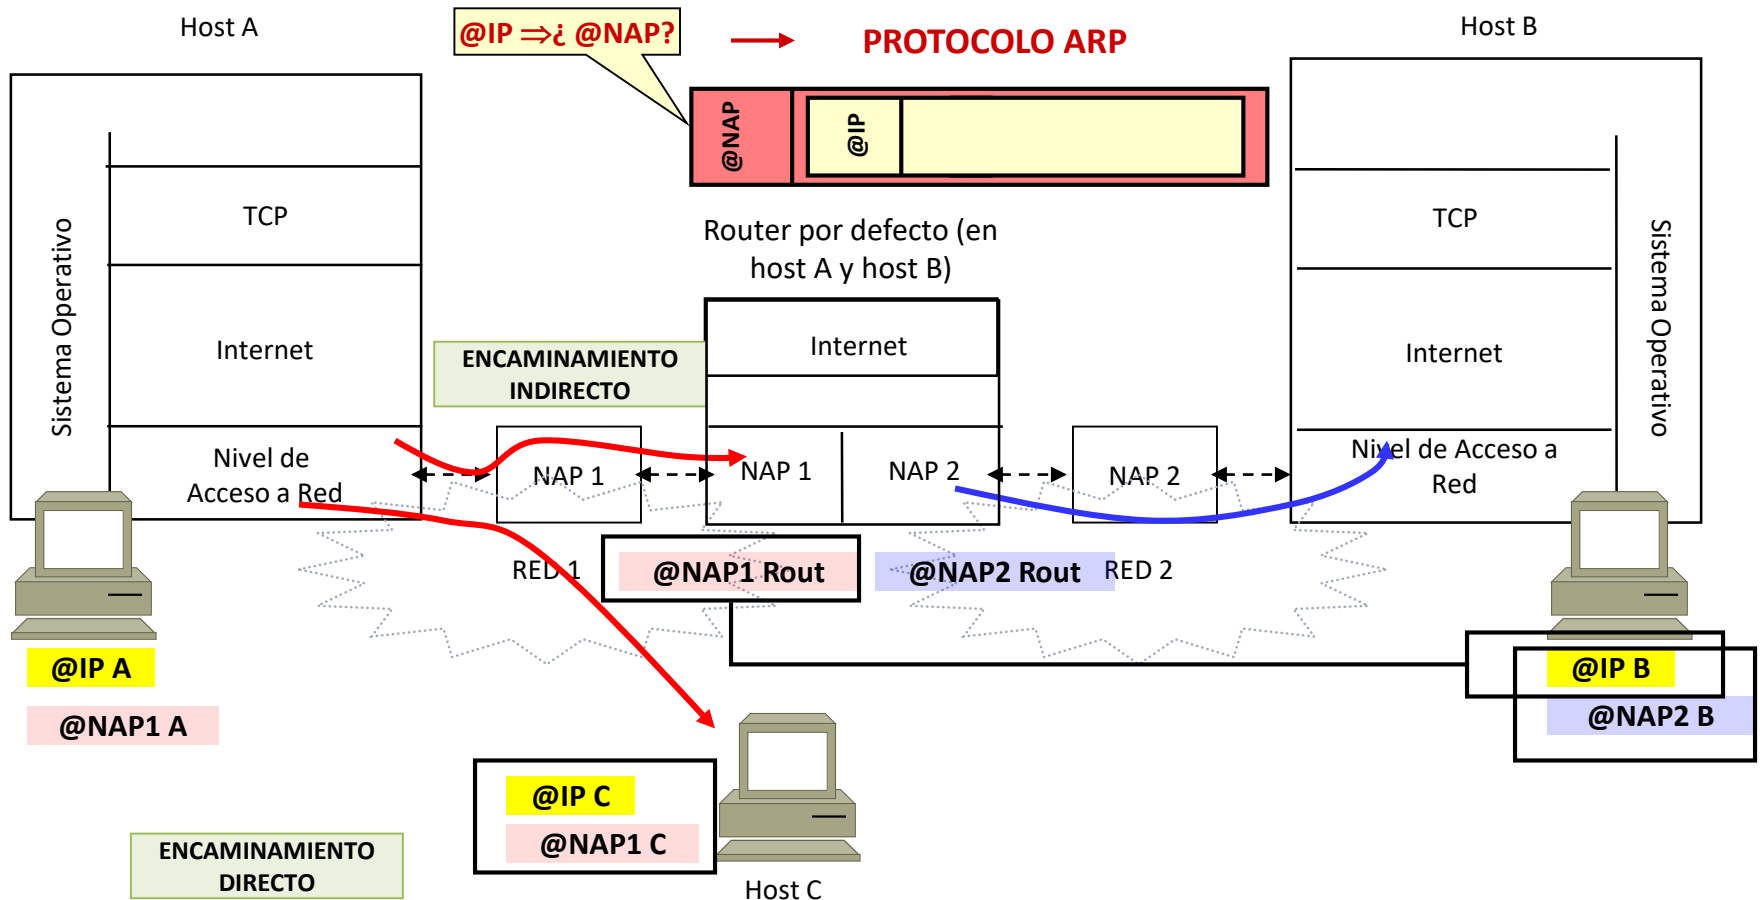 Host A
@IP ⇒¿ @NAP?
PROTOCOLO ARP
Host B
@NAP
@IP
Sistema Operativo
TCP
Internet
Nivel de
Acceso a Red
Router por defecto (en
host A y host B)
Internet
ENCAMINAMIENTO
INDIRECTO
NAP 1
NAP 1
NAP 2
NAP 2
TCP
Internet
Nivel de Acceso a
Red
Sistema Operativo
RED 1
@NAP1 Rout
@NAP2 Rout
RED 2
@IP A
@NAP1 A
@IP B
@NAP2 B
@IP C
@NAP1 C
ENCAMINAMIENTO
DIRECTO
Host C